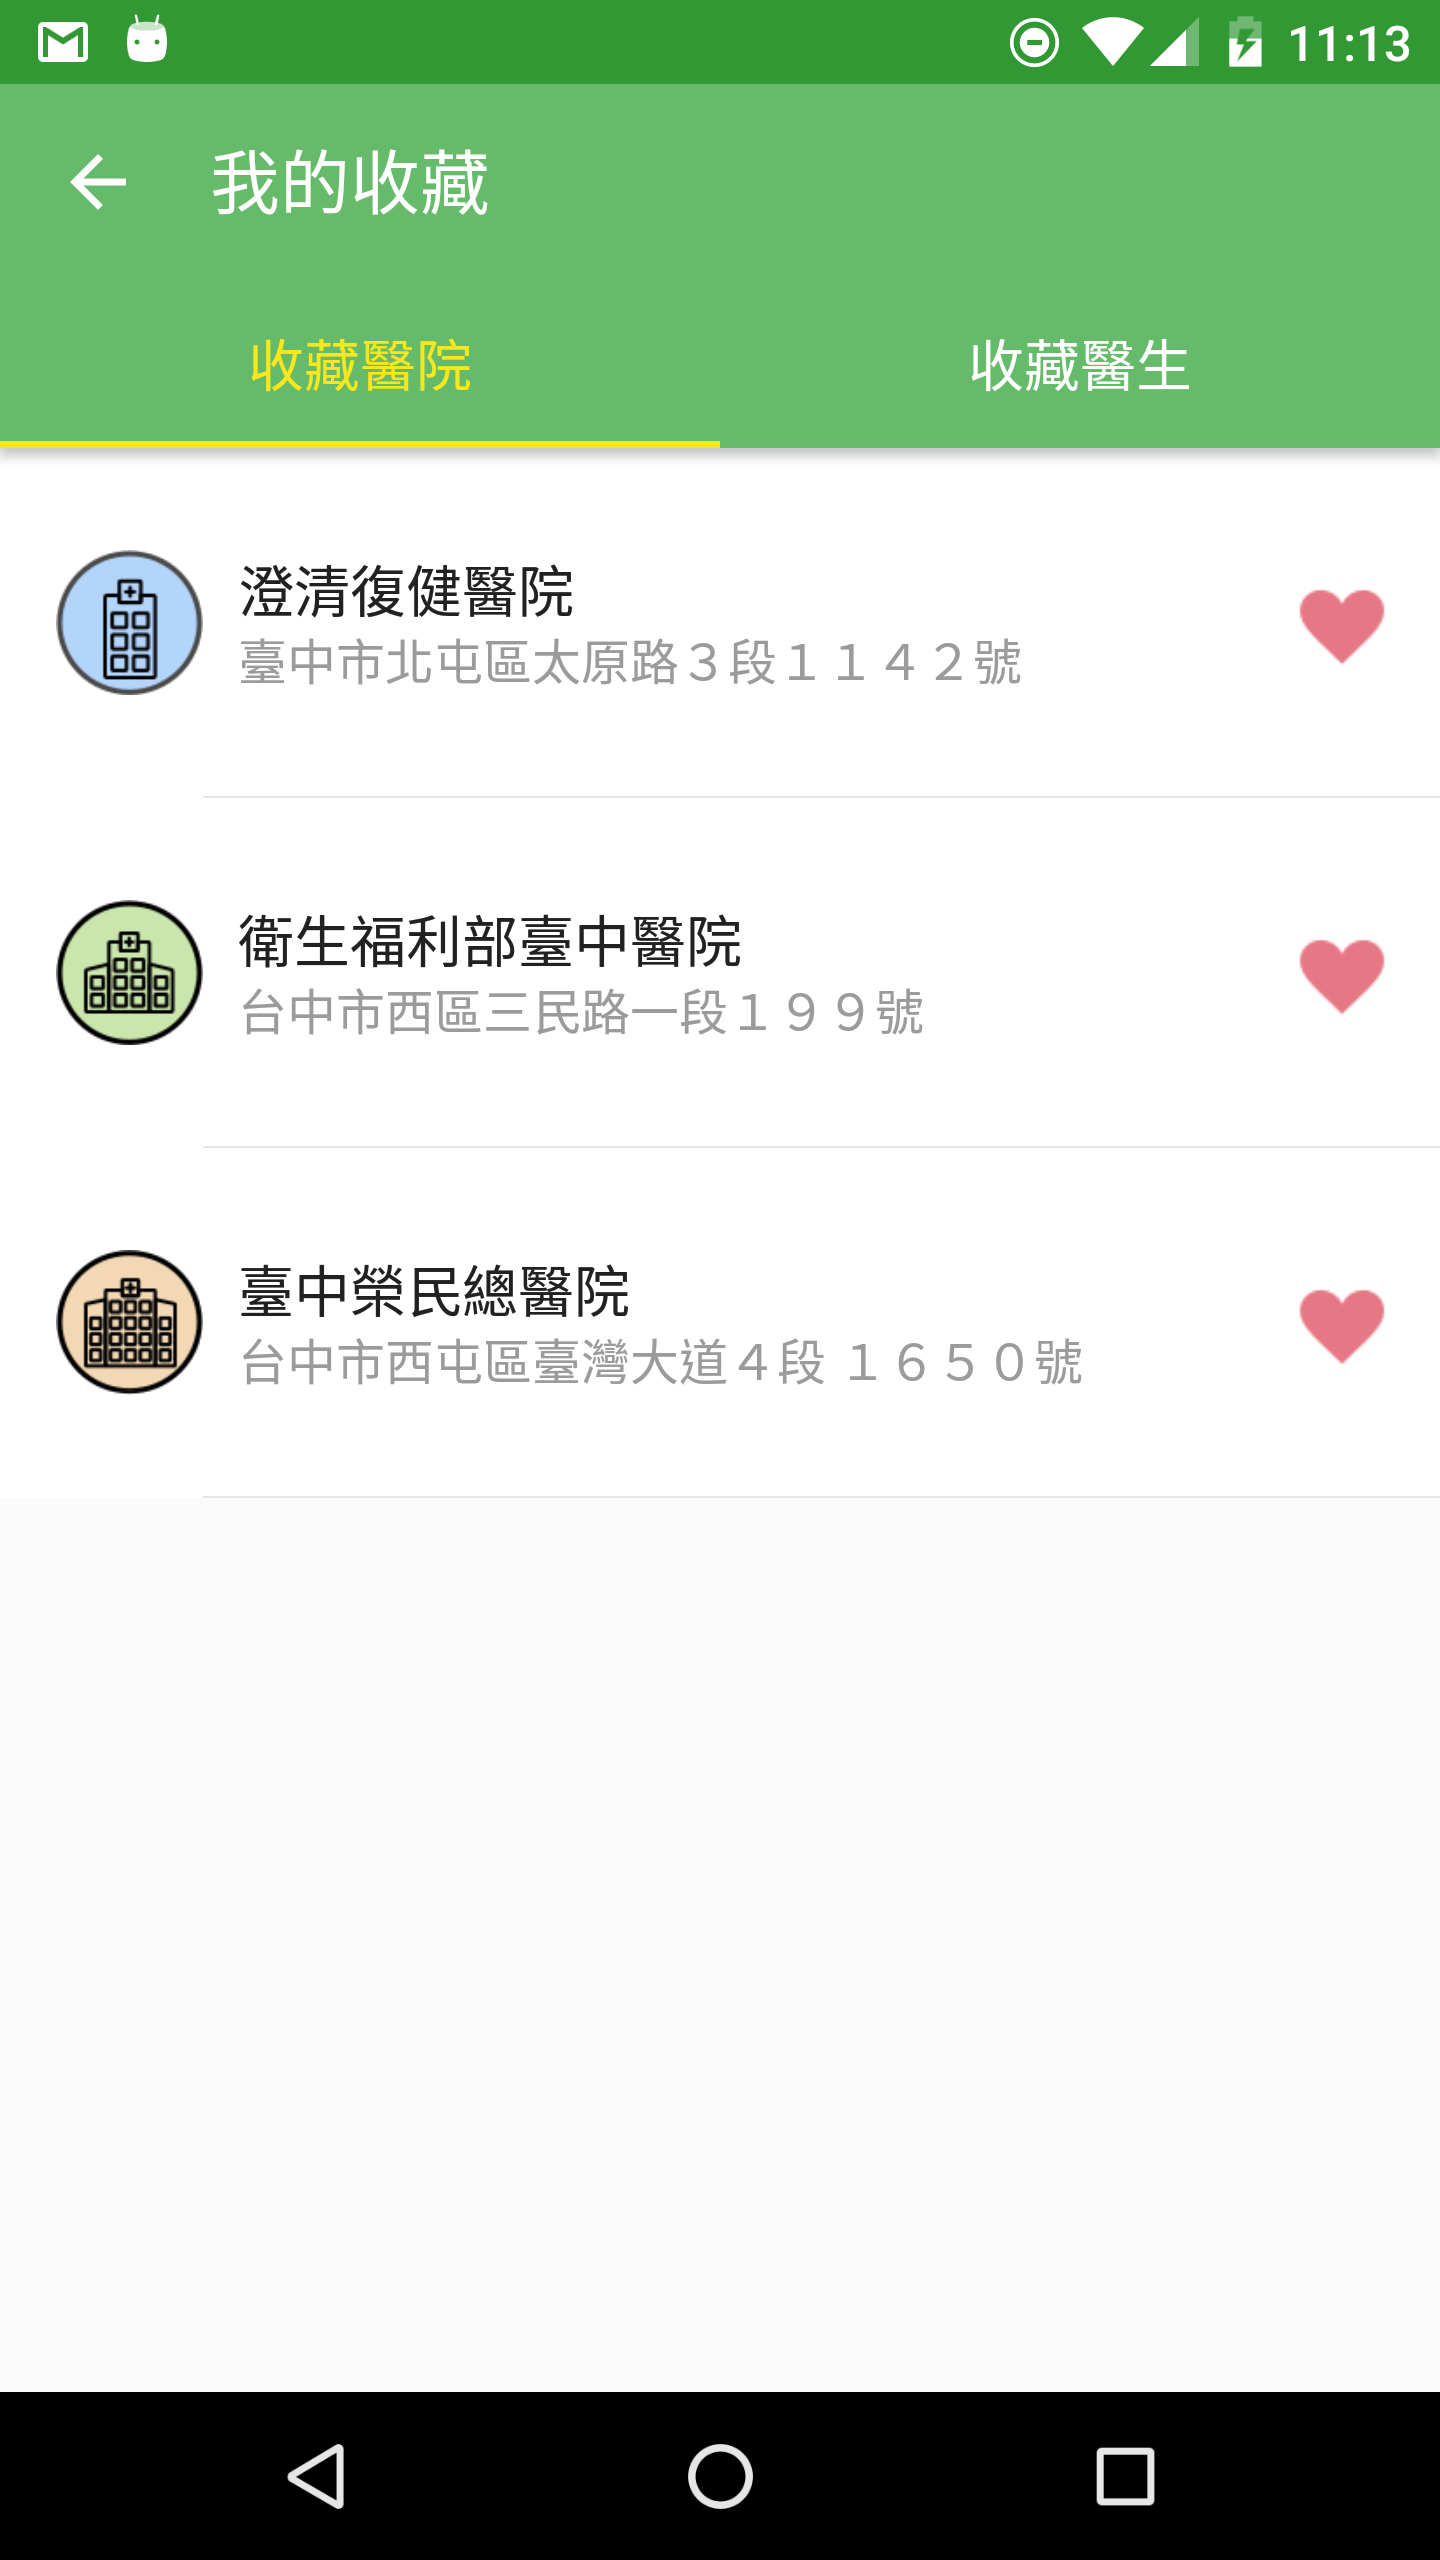 11:13
我的收藏
收藏醫院
收藏醫生
澄清復健醫院
臺中市北屯區太原路３段１１４２號
衛生福利部臺中醫院
台中市西區三民路一段１９９號
臺中榮民總醫院
台中市西屯區臺灣大道４段 １６５０號